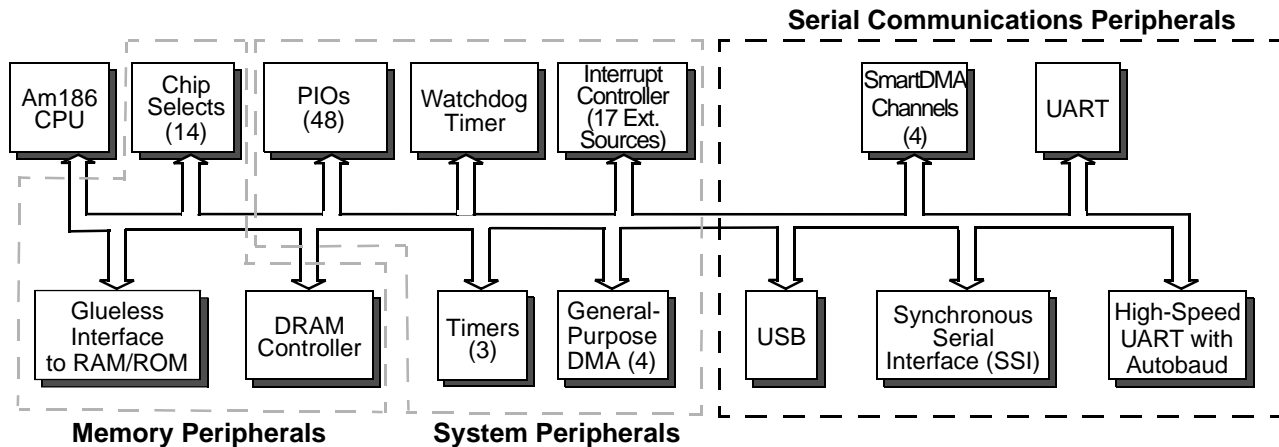 Serial Communications Peripherals
Am186
CPU
Chip
Selects
(14)
PIOs
(48)
Watchdog
Timer
Interrupt
Controller
(17 Ext.
Sources)
SmartDMA
Channels
(4)
UART
Glueless
Interface
to RAM/ROM
DRAM
Controller
Timers
(3)
General-
Purpose
DMA (4)
USB
Synchronous
Serial
Interface (SSI)
High-Speed
UART with
Autobaud
Memory Peripherals
System Peripherals